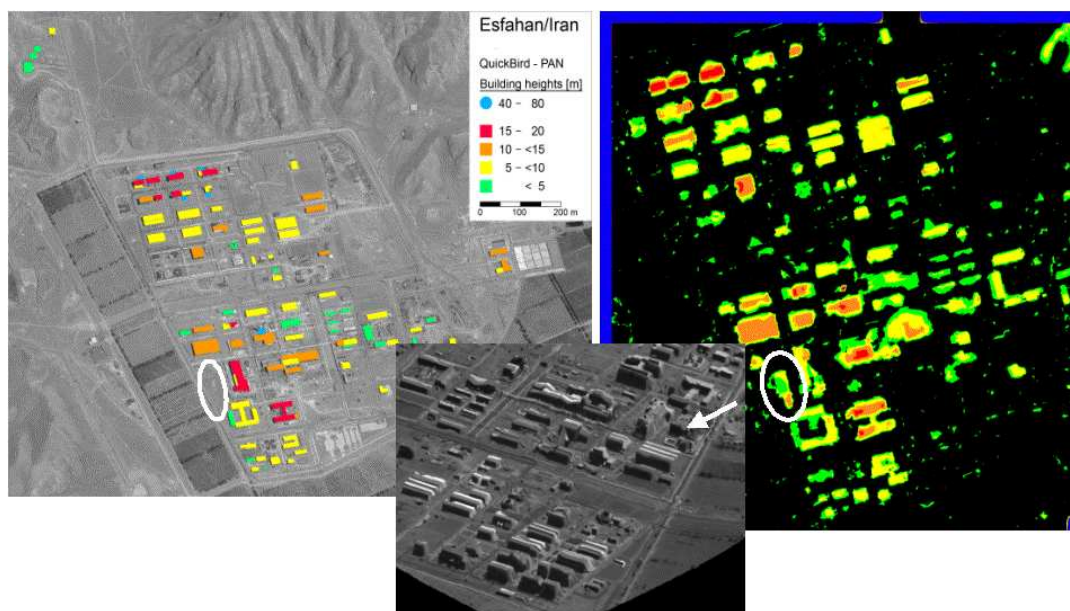 Esfahan/Iran
QuickBird - PAN
Building heights [m]
40 - 80
15 - 20
10 - <15
5 - <10
< 5
0 100 200 m